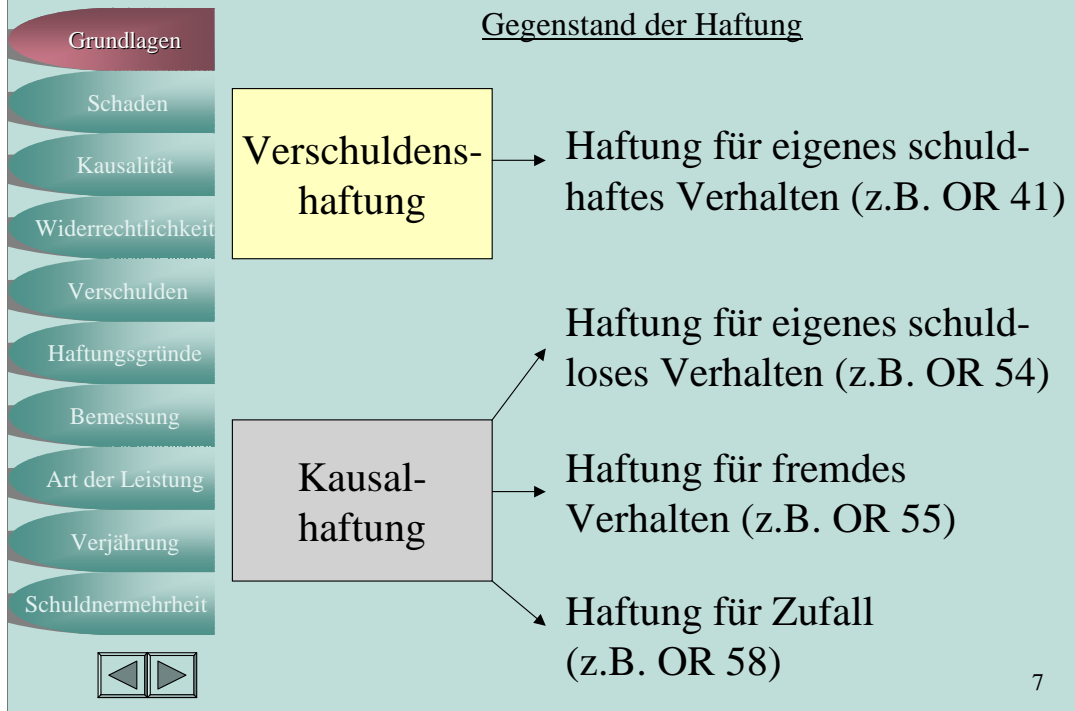 Gegenstand der Haftung
Grundlagen
Schaden
Kausalität
Widerrechtlichkeit
Verschulden
Haftungsgründe
Bemessung
Art der Leistung
Verjährung
Schuldnermehrheit
Verschuldens-
haftung
Haftung für eigenes schuld-
haftes Verhalten (z.B. OR 41)
Kausal-
haftung
Haftung für eigenes schuld-
loses Verhalten (z.B. OR 54)
Haftung für fremdes
Verhalten (z.B. OR 55)
Haftung für Zufall
(z.B. OR 58)
7